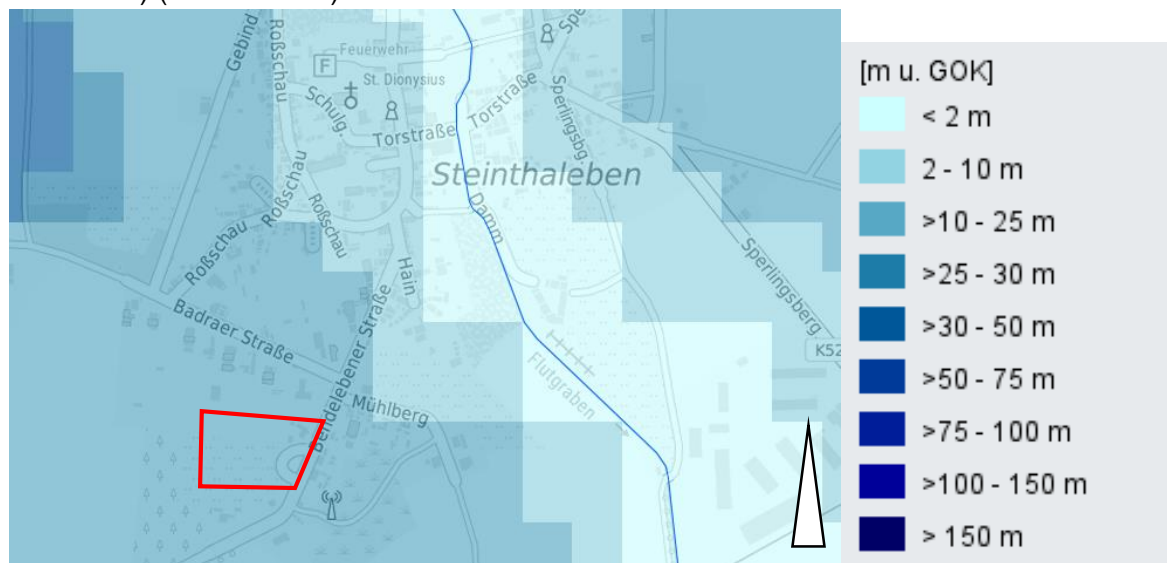 Gebind
Roßschau
Feuerwehr
F
St. Dionysius
Schulg.
Torstraße
Torstraße
Spe
Sperlingsbg.
Steinthaleben
Damm
Roßschau
Roßschau
Roßschau
Hain
Sperlingsberg
Badraer Straße
Bendelebener Straße
Mühlberg
Flutgraben
K52
[m u. GOK]
< 2 m
2 - 10 m
>10 - 25 m
>25 - 30 m
>30 - 50 m
>50 - 75 m
>75 - 100 m
>100 - 150 m
> 150 m